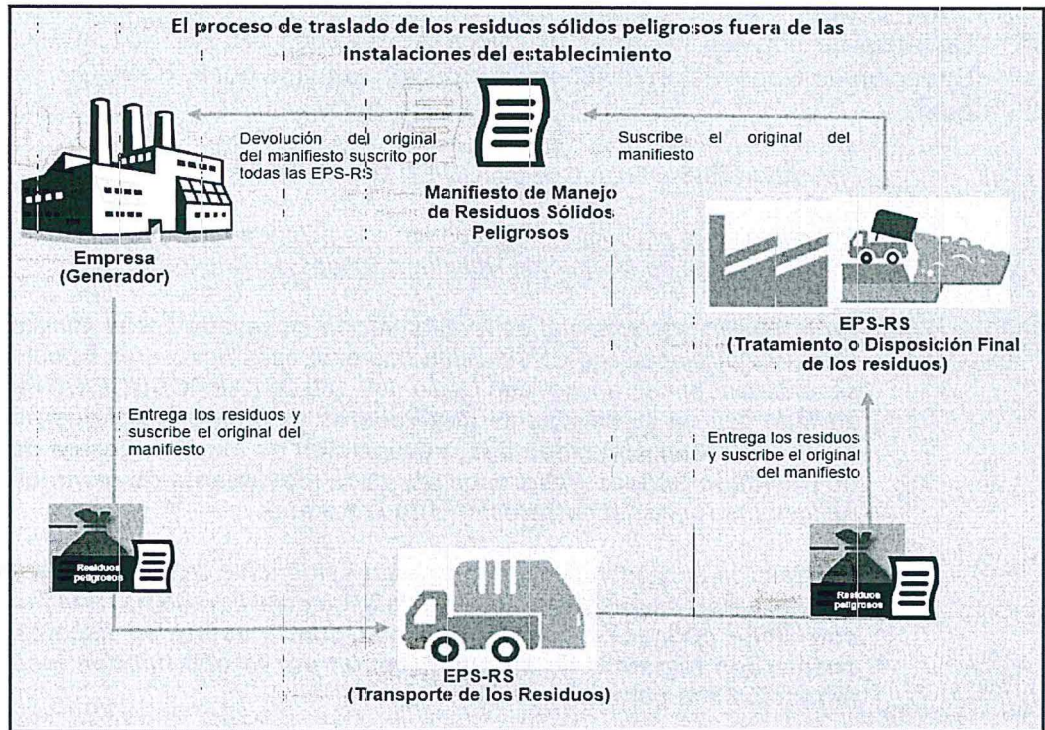 El proceso de traslado de los residuos sólidos peligrosos fuera de las
instalaciones del establecimiento
Devolución del original
del manifiesto suscrito por
todas las EPS-RS
Suscribe el original del
manifiesto
Manifiesto de Manejo
de Residuos Sólidos
Peligrosos
Empresa
(Generador)
EPS-RS
(Tratamiento o Disposición Final
de los residuos)
Entrega los residuos y
suscribe el original del
manifiesto
Entrega los residuos
y suscribe el original
del manifiesto
Residuos
peligrosos
Residuos
peligrosos
EPS-RS
(Transporte de los Residuos)